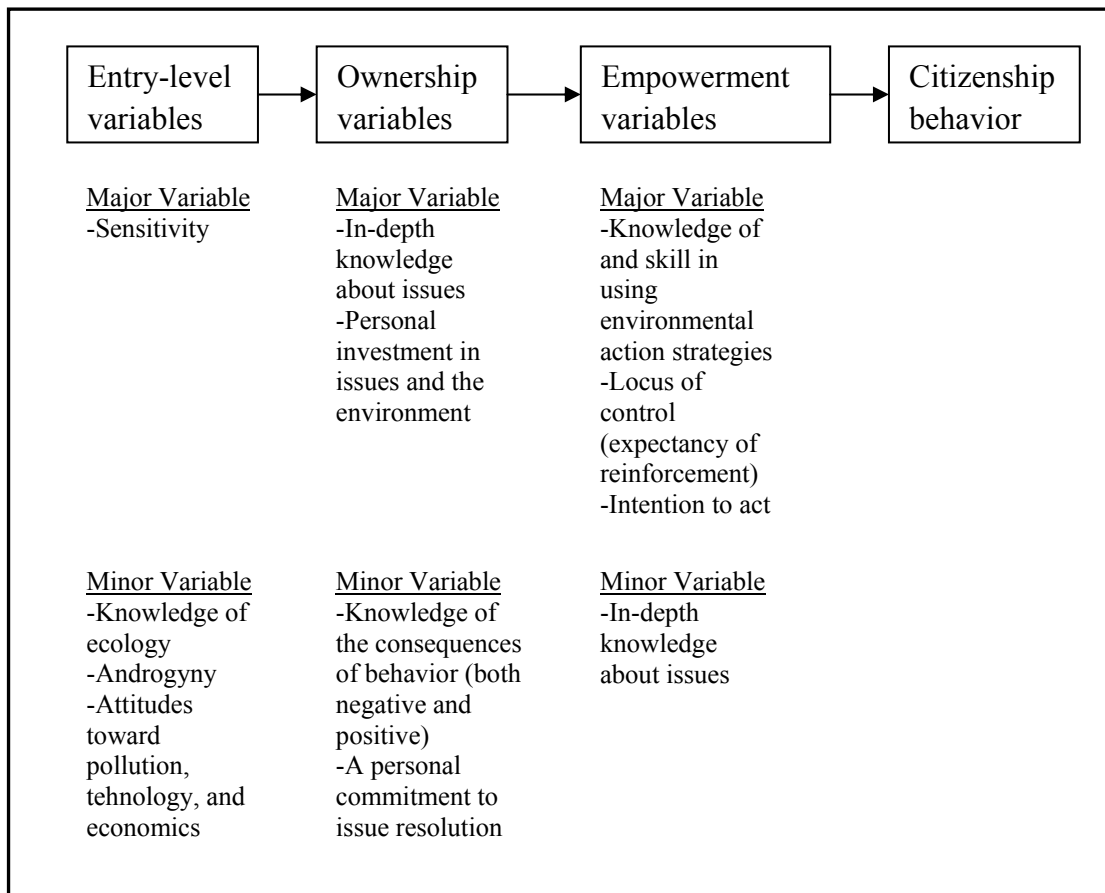 Entry-level
variables
Ownership
variables
Empowerment
variables
Citizenship
behavior
Major Variable
-Sensitivity
Major Variable
-In-depth
knowledge
about issues
-Personal
investment in
issues and the
environment
Major Variable
-Knowledge of
and skill in
using
environmental
action strategies
-Locus of
control
(expectancy of
reinforcement)
-Intention to act
Minor Variable
-Knowledge of
ecology
-Androgyny
-Attitudes
toward
pollution,
tehnology, and
economics
Minor Variable
-Knowledge of
the consequences
of behavior (both
negative and
positive)
-A personal
commitment to
issue resolution
Minor Variable
-In-depth
knowledge
about issues